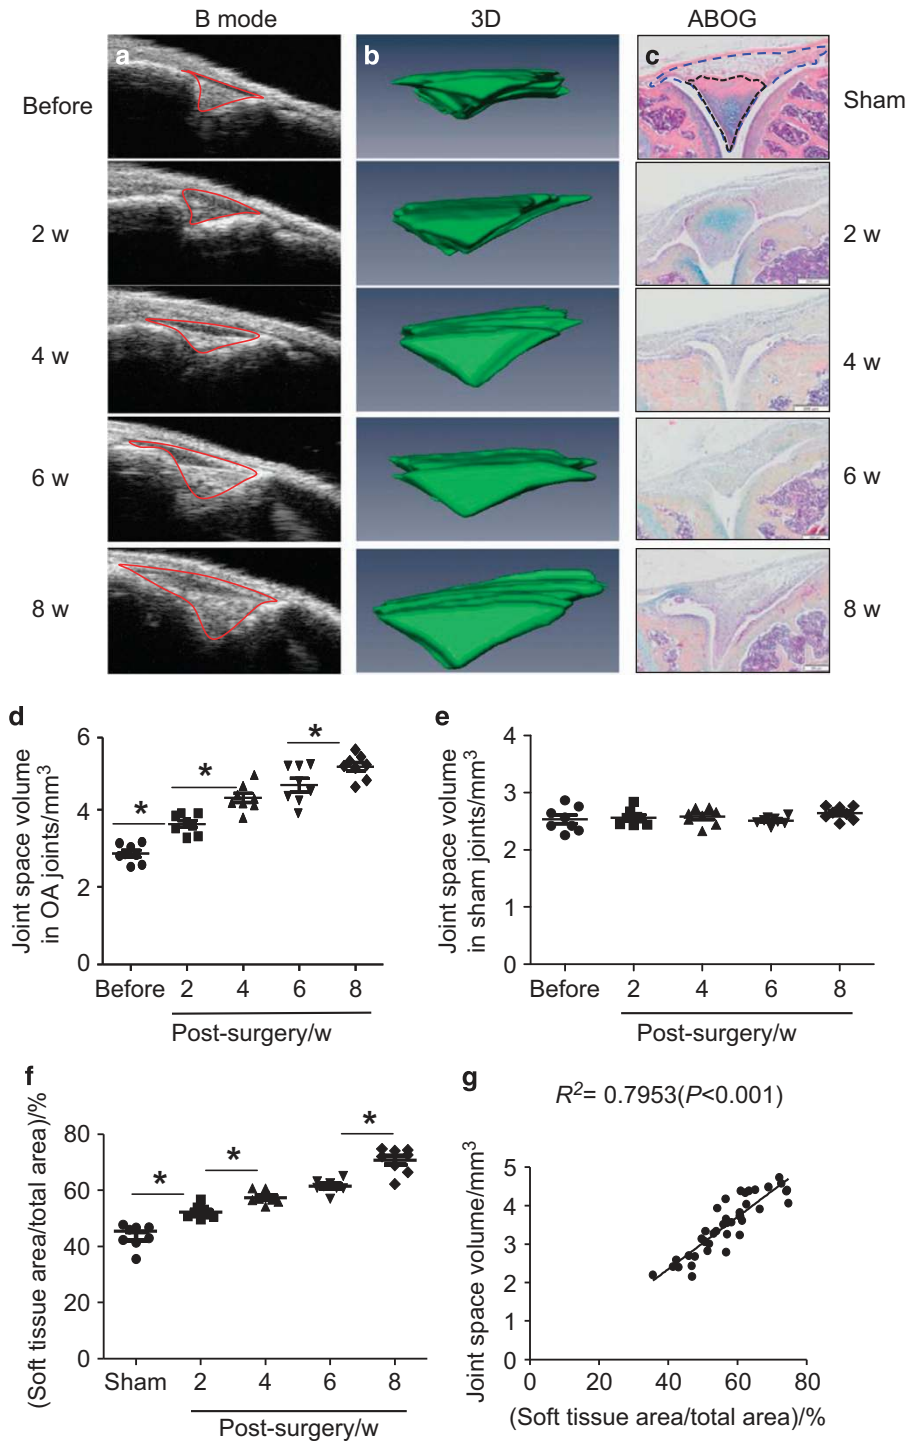 B mode 3D ABOG
a b c
Before Sham
2 w 2 w
4 w 4 w
6 w 6 w
8 w 8 w
d
Joint space volume
in OA joints/mm³
6
4
2
0
* * *
Before 2 4 6 8
Post-surgery/w
e
Joint space volume
in sham joints/mm³
4
3
2
1
0
Before 2 4 6 8
Post-surgery/w
f
(Soft tissue area/total area)/%
80
60
40
20
0
* * *
Sham 2 4 6 8
Post-surgery/w
g
R²= 0.7953(P<0.001)
Joint space volume/mm³
5
4
3
2
1
0
0 20 40 60 80
(Soft tissue area/total area)/%